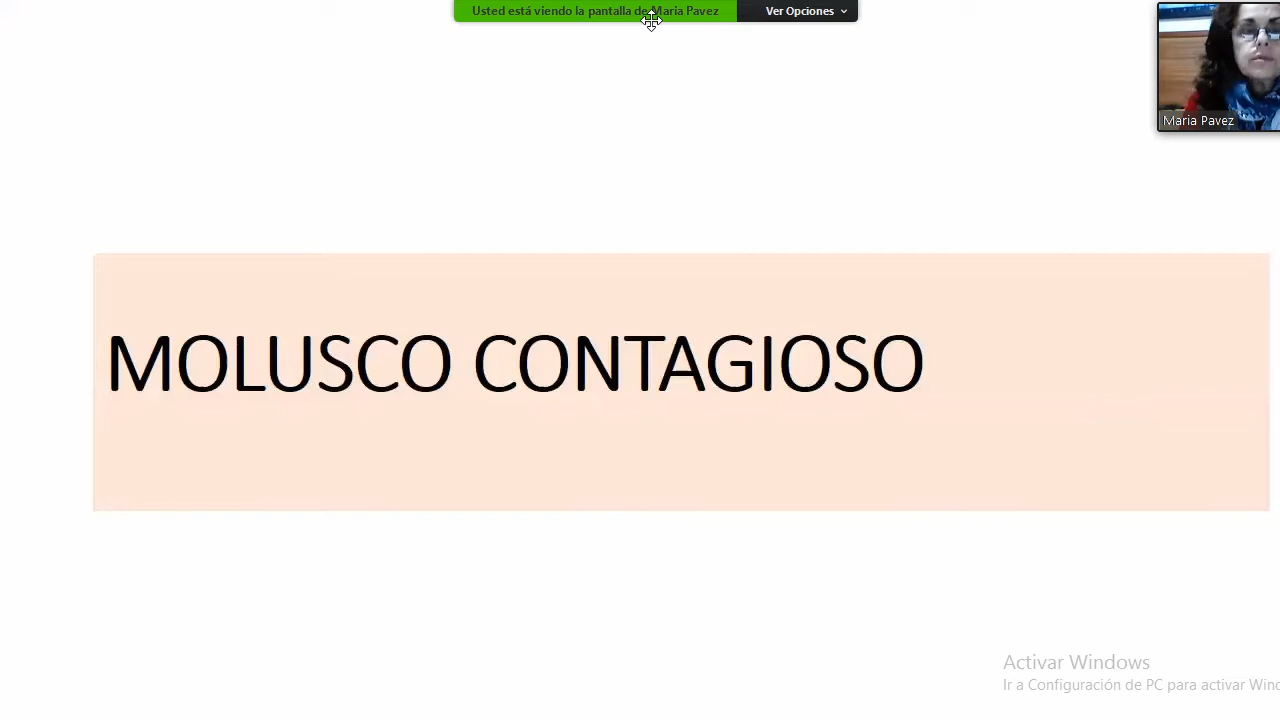 Usted está viendo la pantalla de Maria Pavez
Ver Opciones
Maria Pavez
MOLUSCO CONTAGIOSO
Activar Windows
Ir a Configuración de PC para activar